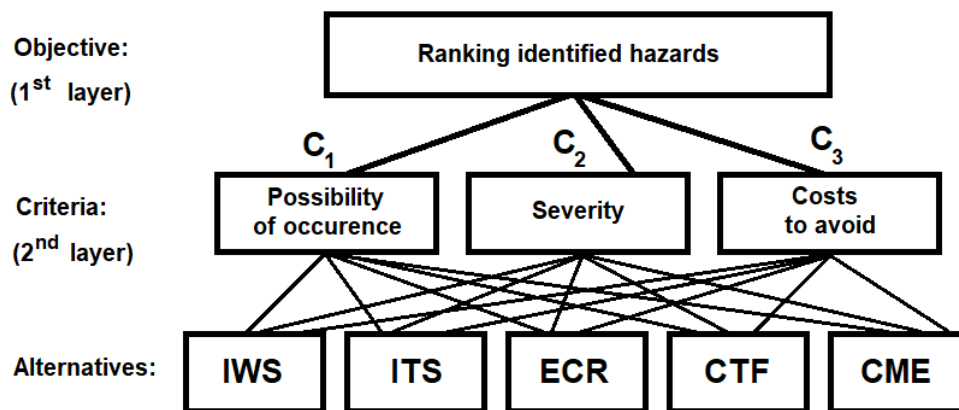 Objective:
(1st layer)
Ranking identified hazards
C1
C2
C3
Criteria:
(2nd layer)
Possibility
of occurence
Severity
Costs
to avoid
Alternatives:
IWS
ITS
ECR
CTF
CME